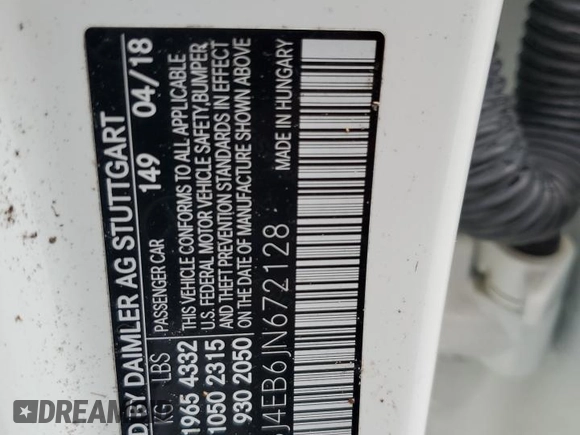 D BY DAIMLER AG STUTTGART
149 04/18
KG LBS PASSENGER CAR
1965 4332 THIS VEHICLE CONFORMS TO ALL APPLICABLE
U.S. FEDERAL MOTOR VEHICLE SAFETY,BUMPER
1050 2315 AND THEFT PREVENTION STANDARDS IN EFFECT
930 2050 ON THE DATE OF MANUFACTURE SHOWN ABOVE
J4EB6JN672128 MADE IN HUNGARY
DREAM